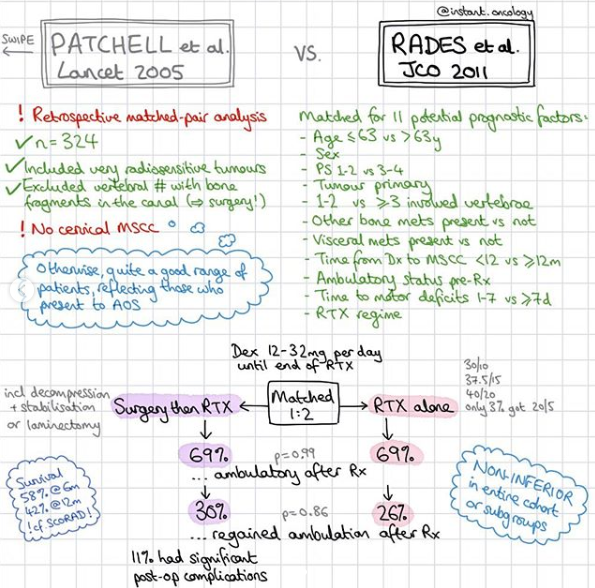 @instant.oncology
SWIPE
PATCHELL et al.
Lancet 2005
VS.
RADES et al.
JCO 2011
! Retrospective matched-pair analysis
✓ n=324
✓ Included very radiosensitive tumours
✓ Excluded vertebral # with bone
fragments in the canal (⇒ surgery!)
! No cervical MSCC
Otherwise, quite a good range of
patients, reflecting those who
present to AOS
Matched for 11 potential prognostic factors:
- Age ≤63 vs >63y
- Sex
- PS 1-2 vs 3-4
- Tumour primary
- 1-2 vs ≥3 involved vertebrae
- Other bone mets present vs not
- Visceral mets present vs not
- Time from Dx to MSCC <12 vs ≥12m
- Ambulatory status pre-Rx
- Time to motor deficits 1-7 vs ≥7d
- RTX regime
Dex 12-32mg per day
until end of RTX
incl decompression
+ stabilisation
or laminectomy
Surgery then RTX
Matched
1:2
RTX alone
30/10
37.5/15
40/20
only 3% got 20/5
69%
p=0.99
69%
... ambulatory after Rx
30%
p=0.86
26%
... regained ambulation after Rx
11% had significant
post-op complications
Survival
58% @6m
42% @12m
! cf SCORAD !
NON-INFERIOR
in entire cohort
or subgroups